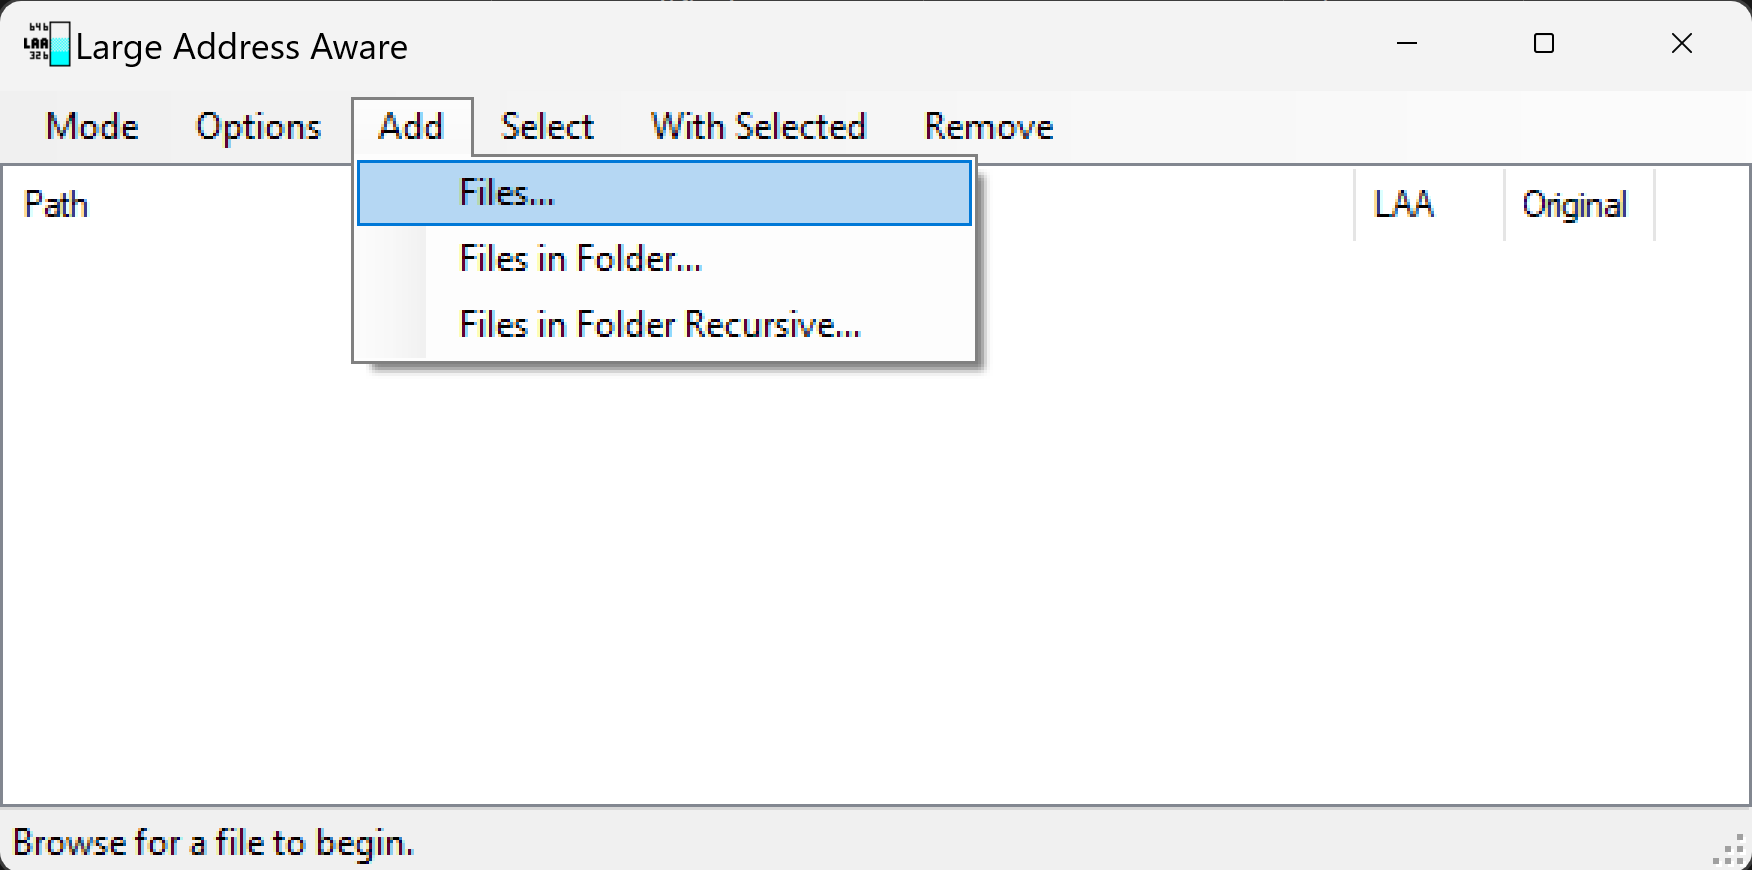 64b
LAA
32b
Large Address Aware
Mode Options Add Select With Selected Remove
Path LAA Original
Files...
Files in Folder...
Files in Folder Recursive...
Browse for a file to begin.